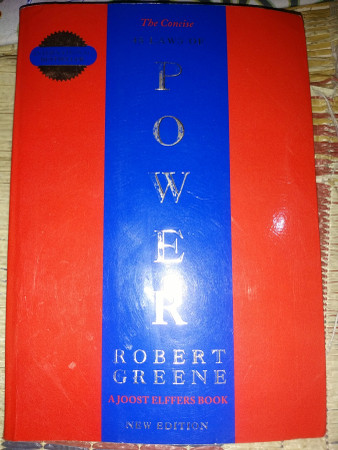 The Concise
POWER
ROBERT
GREENE
A JOOST ELFFERS BOOK
NEW EDITION